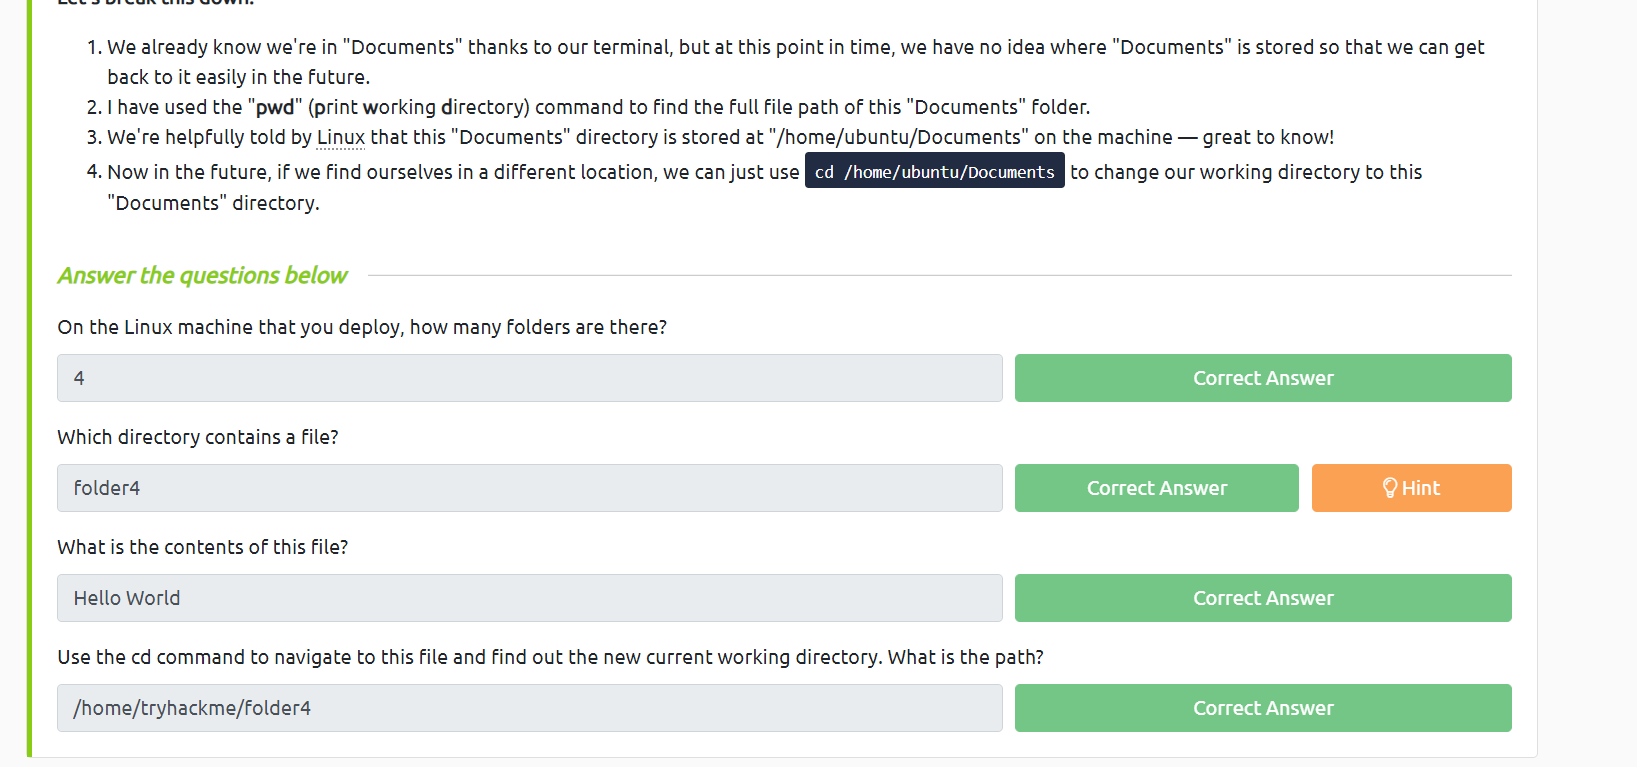 Let's break this down:
1. We already know we're in "Documents" thanks to our terminal, but at this point in time, we have no idea where "Documents" is stored so that we can get
back to it easily in the future.
2. I have used the "pwd" (print working directory) command to find the full file path of this "Documents" folder.
3. We're helpfully told by Linux that this "Documents" directory is stored at "/home/ubuntu/Documents" on the machine — great to know!
4. Now in the future, if we find ourselves in a different location, we can just use cd /home/ubuntu/Documents to change our working directory to this
"Documents" directory.
Answer the questions below
On the Linux machine that you deploy, how many folders are there?
4
Correct Answer
Which directory contains a file?
folder4
Correct Answer
Hint
What is the contents of this file?
Hello World
Correct Answer
Use the cd command to navigate to this file and find out the new current working directory. What is the path?
/home/tryhackme/folder4
Correct Answer